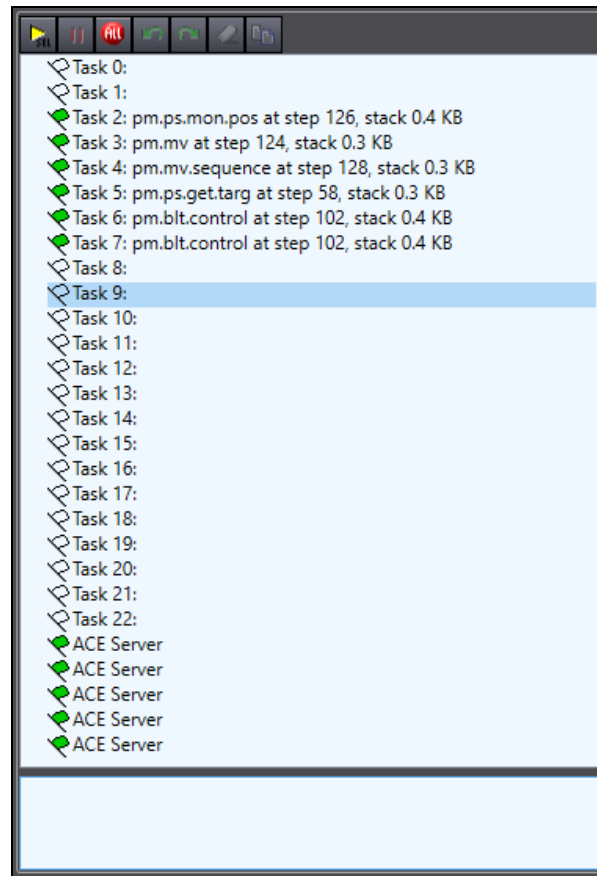 SEL ALL
Task 0:
Task 1:
Task 2: pm.ps.mon.pos at step 126, stack 0.4 KB
Task 3: pm.mv at step 124, stack 0.3 KB
Task 4: pm.mv.sequence at step 128, stack 0.3 KB
Task 5: pm.ps.get.targ at step 58, stack 0.3 KB
Task 6: pm.blt.control at step 102, stack 0.4 KB
Task 7: pm.blt.control at step 102, stack 0.4 KB
Task 8:
Task 9:
Task 10:
Task 11:
Task 12:
Task 13:
Task 14:
Task 15:
Task 16:
Task 17:
Task 18:
Task 19:
Task 20:
Task 21:
Task 22:
ACE Server
ACE Server
ACE Server
ACE Server
ACE Server